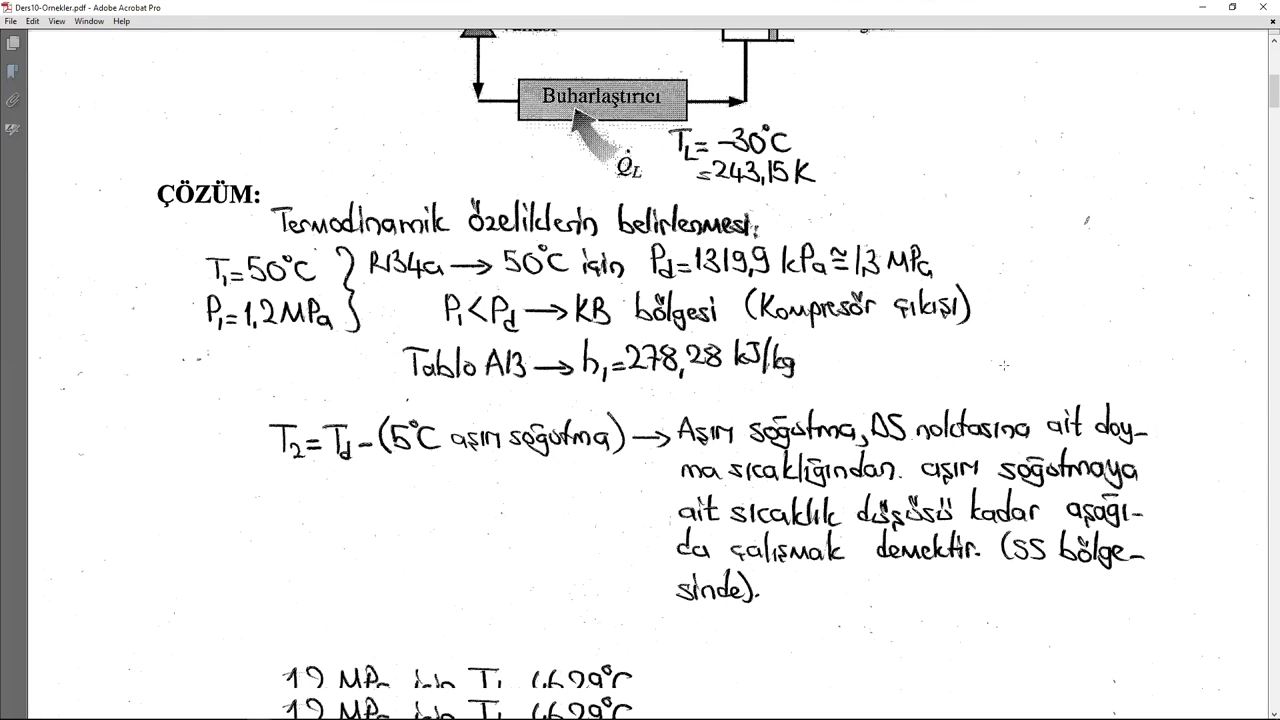 Ders10-Ornekler.pdf - Adobe Acrobat Pro
File Edit View Window Help
Buharlaştırıcı
Q̇L
TL = -30°C
= 243,15 K
ÇÖZÜM:
Termodinamik özeliklerin belirlenmesi;
T1=50°C } R134a → 50°C için Pd=1319,9 kPa≅1,3 MPa
P1=1,2MPa P1<Pd → KB bölgesi (Kompresör çıkışı)
Tablo A13 → h1=278,28 kJ/kg
T2=Td-(5°C aşırı soğutma) → Aşırı soğutma, DS noktasına ait doy-
ma sıcaklığından aşırı soğutmaya
ait sıcaklık düşüşü kadar aşağı-
da çalışmak demektir. (SS bölge-
sinde).